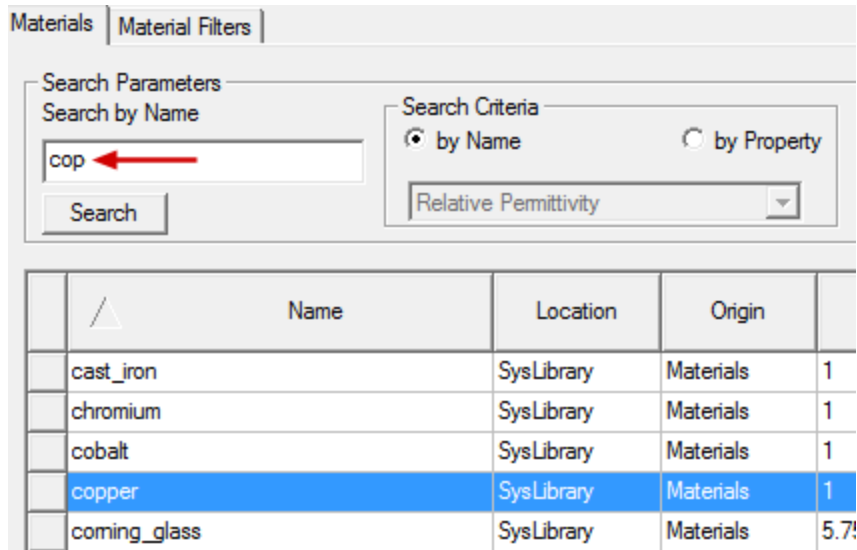 Materials Material Filters
Search Parameters
Search by Name
Search Criteria
by Name by Property
cop
Relative Permittivity
Search
Name Location Origin
cast_iron SysLibrary Materials 1
chromium SysLibrary Materials 1
cobalt SysLibrary Materials 1
copper SysLibrary Materials 1
corning_glass SysLibrary Materials 5.75